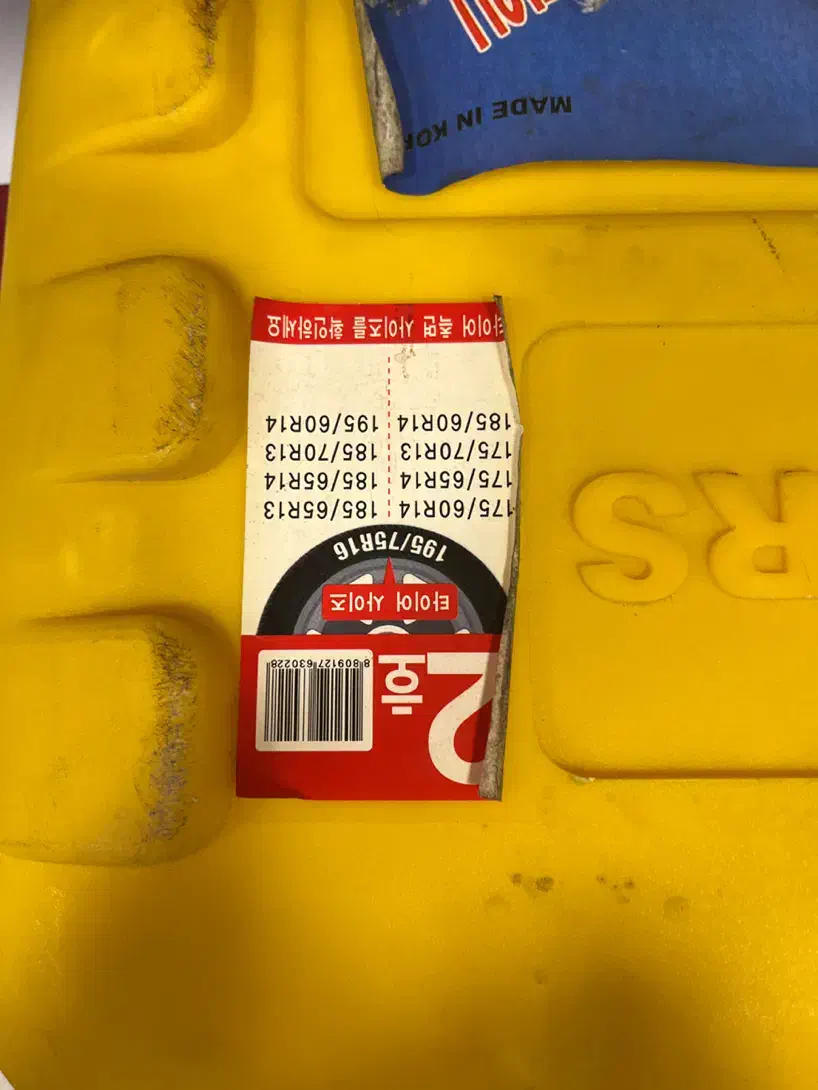 2호
8 809127 630228
타이어 사이즈
195/75R16
175/60R14 185/65R13
175/65R14 185/65R14
175/70R13 185/70R13
185/60R14 195/60R14
타이어 측면 사이즈를 확인하세요
RS
MADE IN KOR